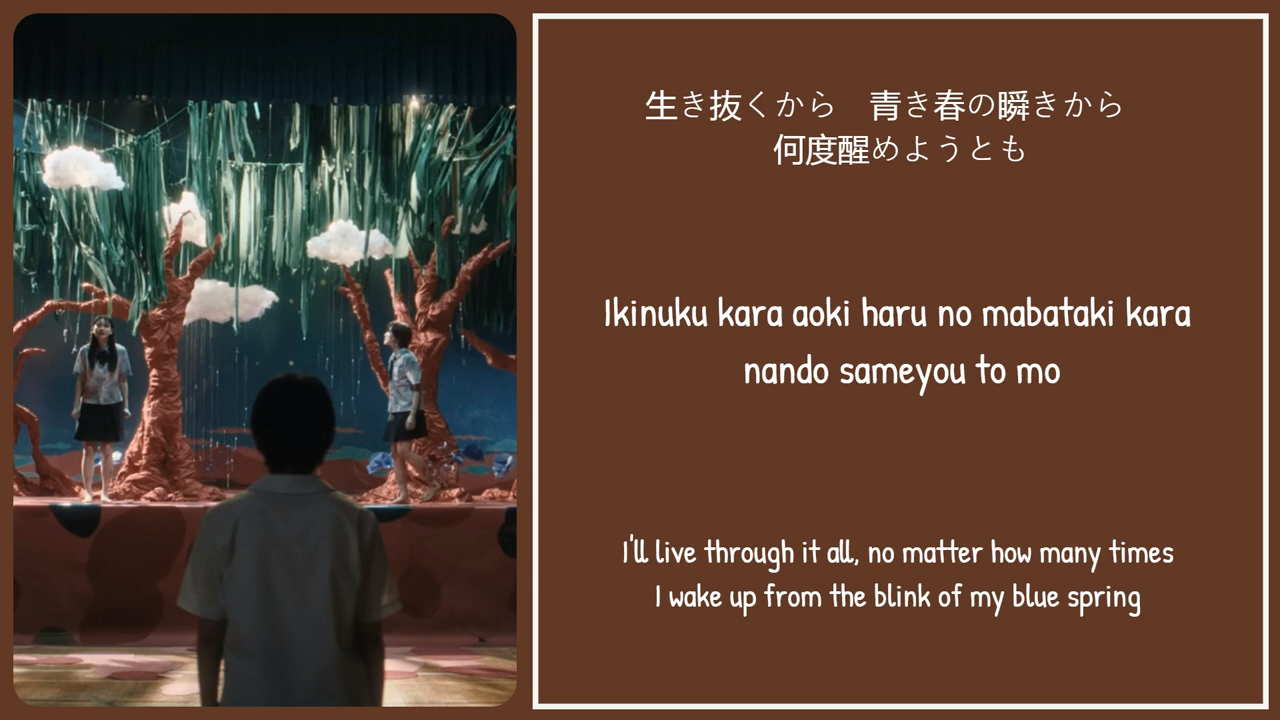 生き抜くから　青き春の瞬きから
何度醒めようとも
Ikinuku kara aoki haru no mabataki kara
nando sameyou to mo
I'll live through it all, no matter how many times
I wake up from the blink of my blue spring